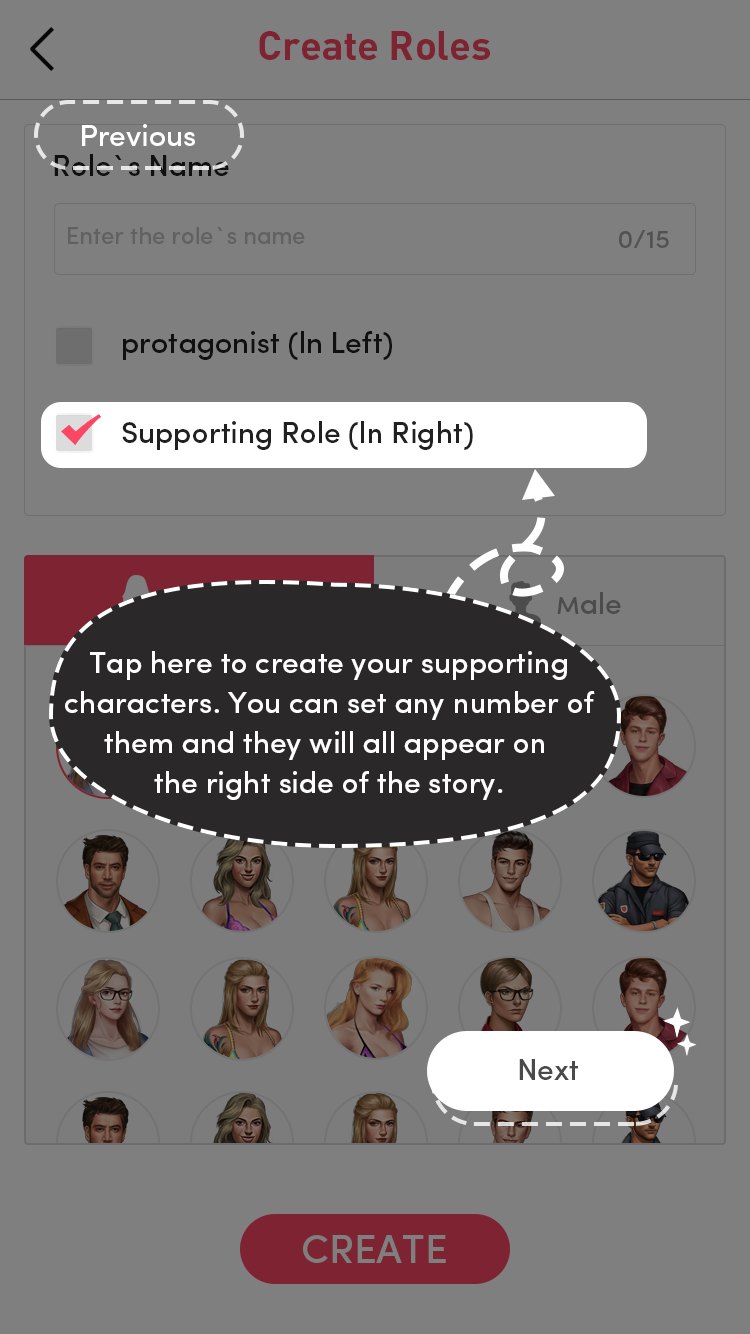 Create Roles
Previous
Role`s Name
Enter the role`s name
0/15
protagonist (In Left)
Supporting Role (In Right)
Male
Tap here to create your supporting
characters. You can set any number of
them and they will all appear on
the right side of the story.
Next
CREATE